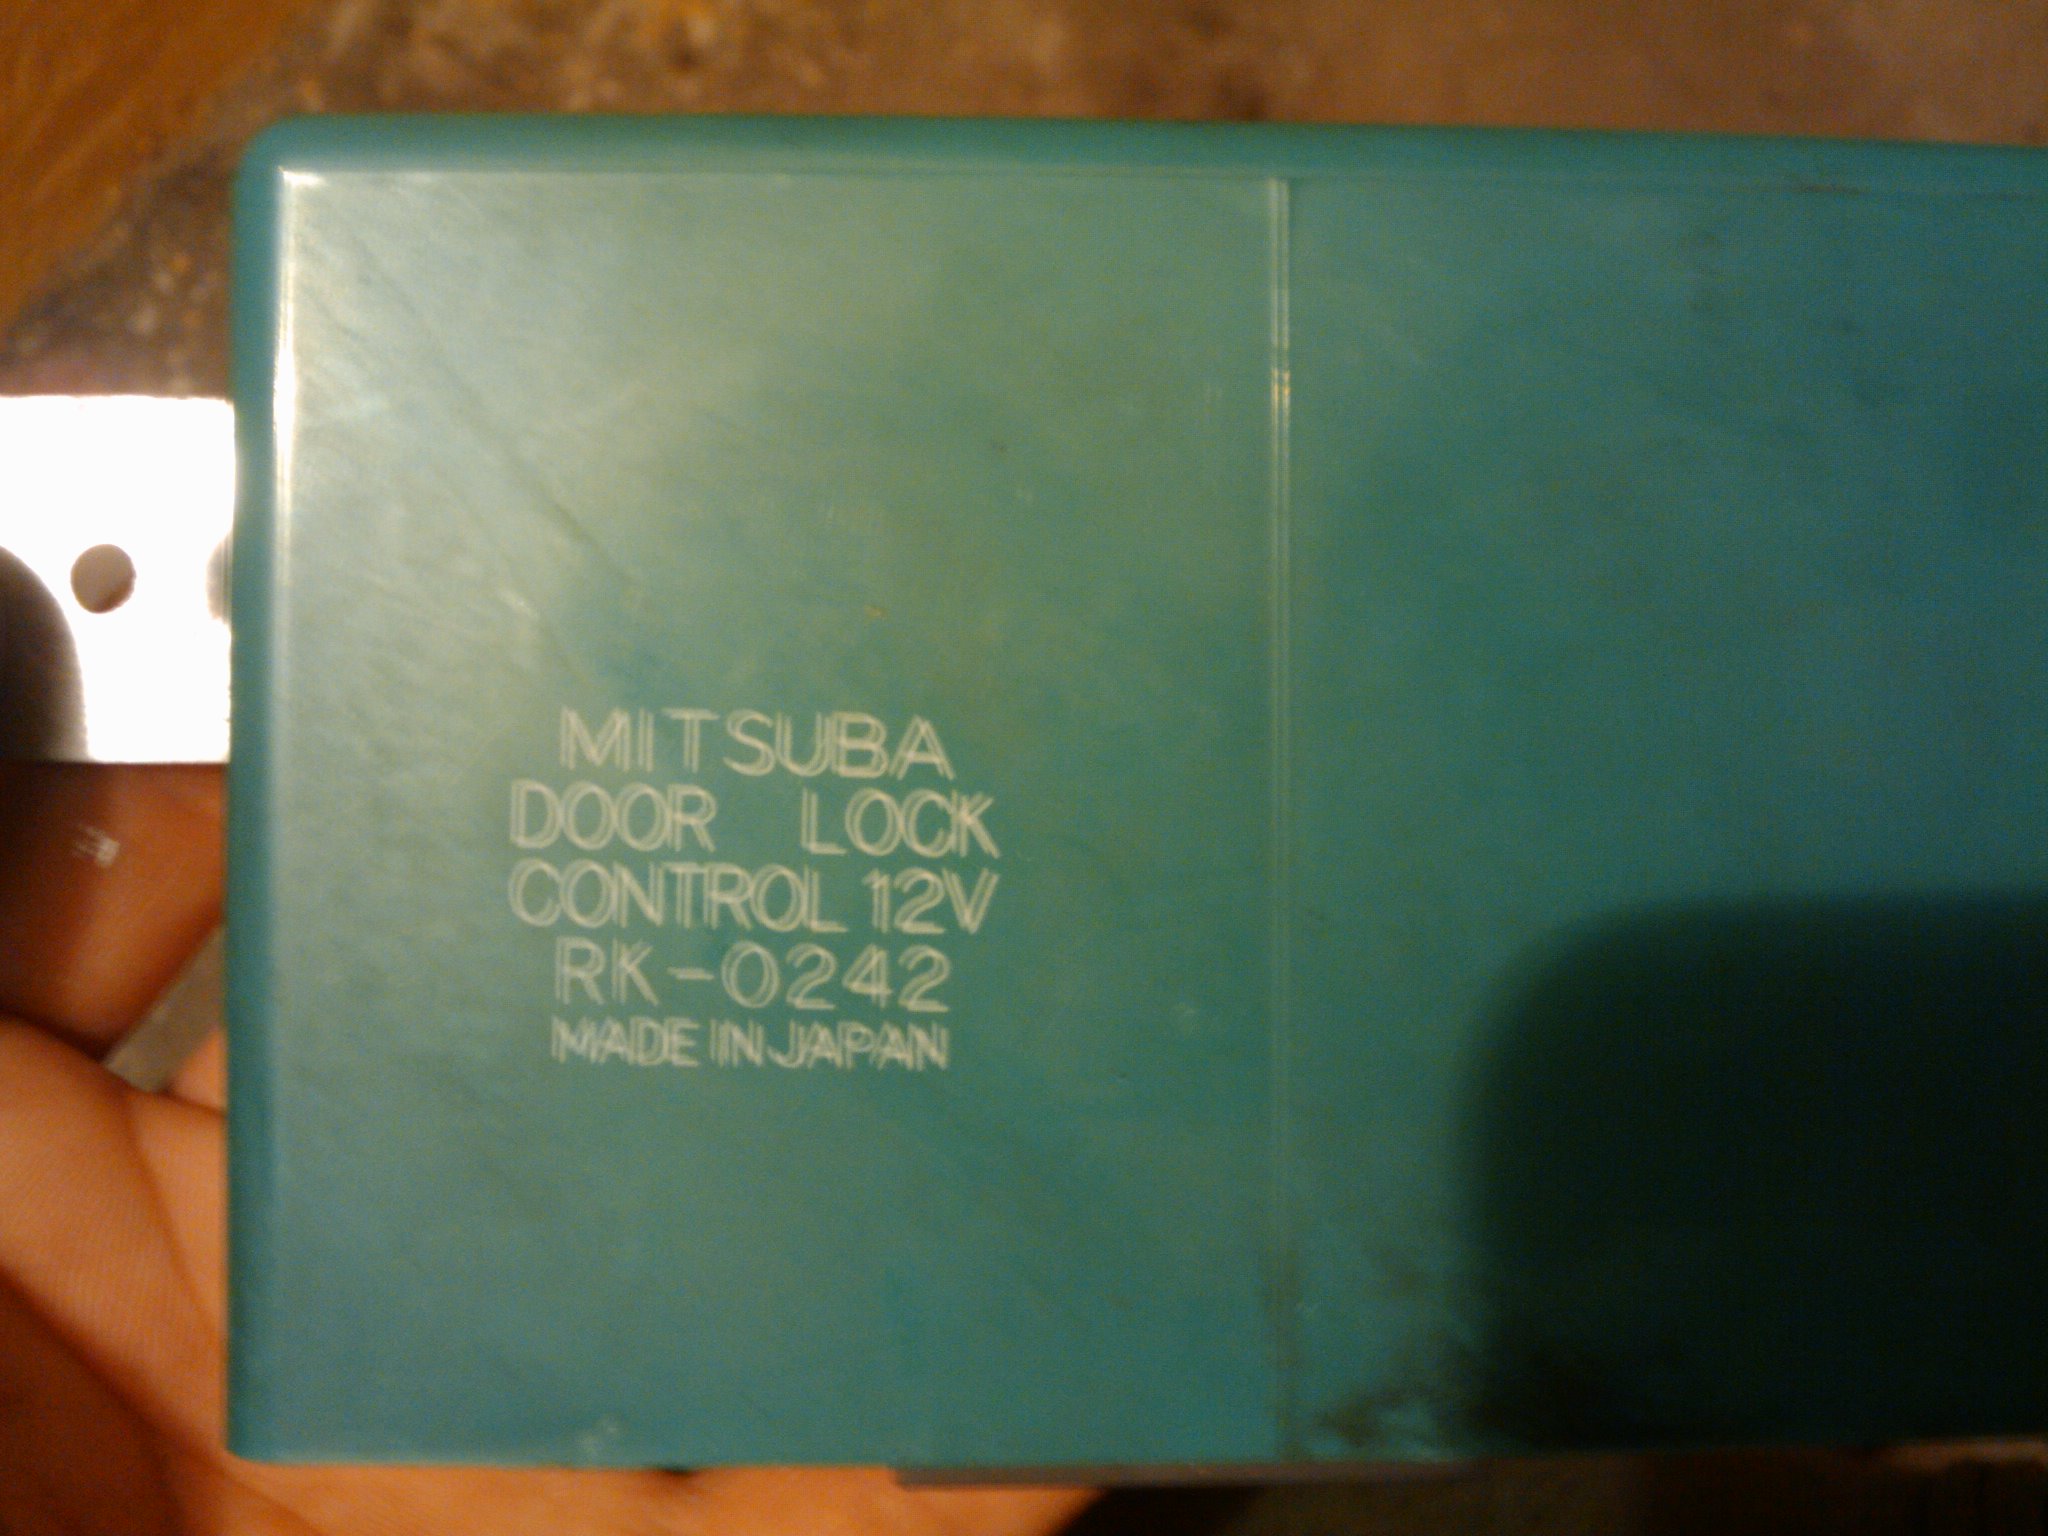 MITSUBA
DOOR LOCK
CONTROL 12V
RK-0242
MADE IN JAPAN